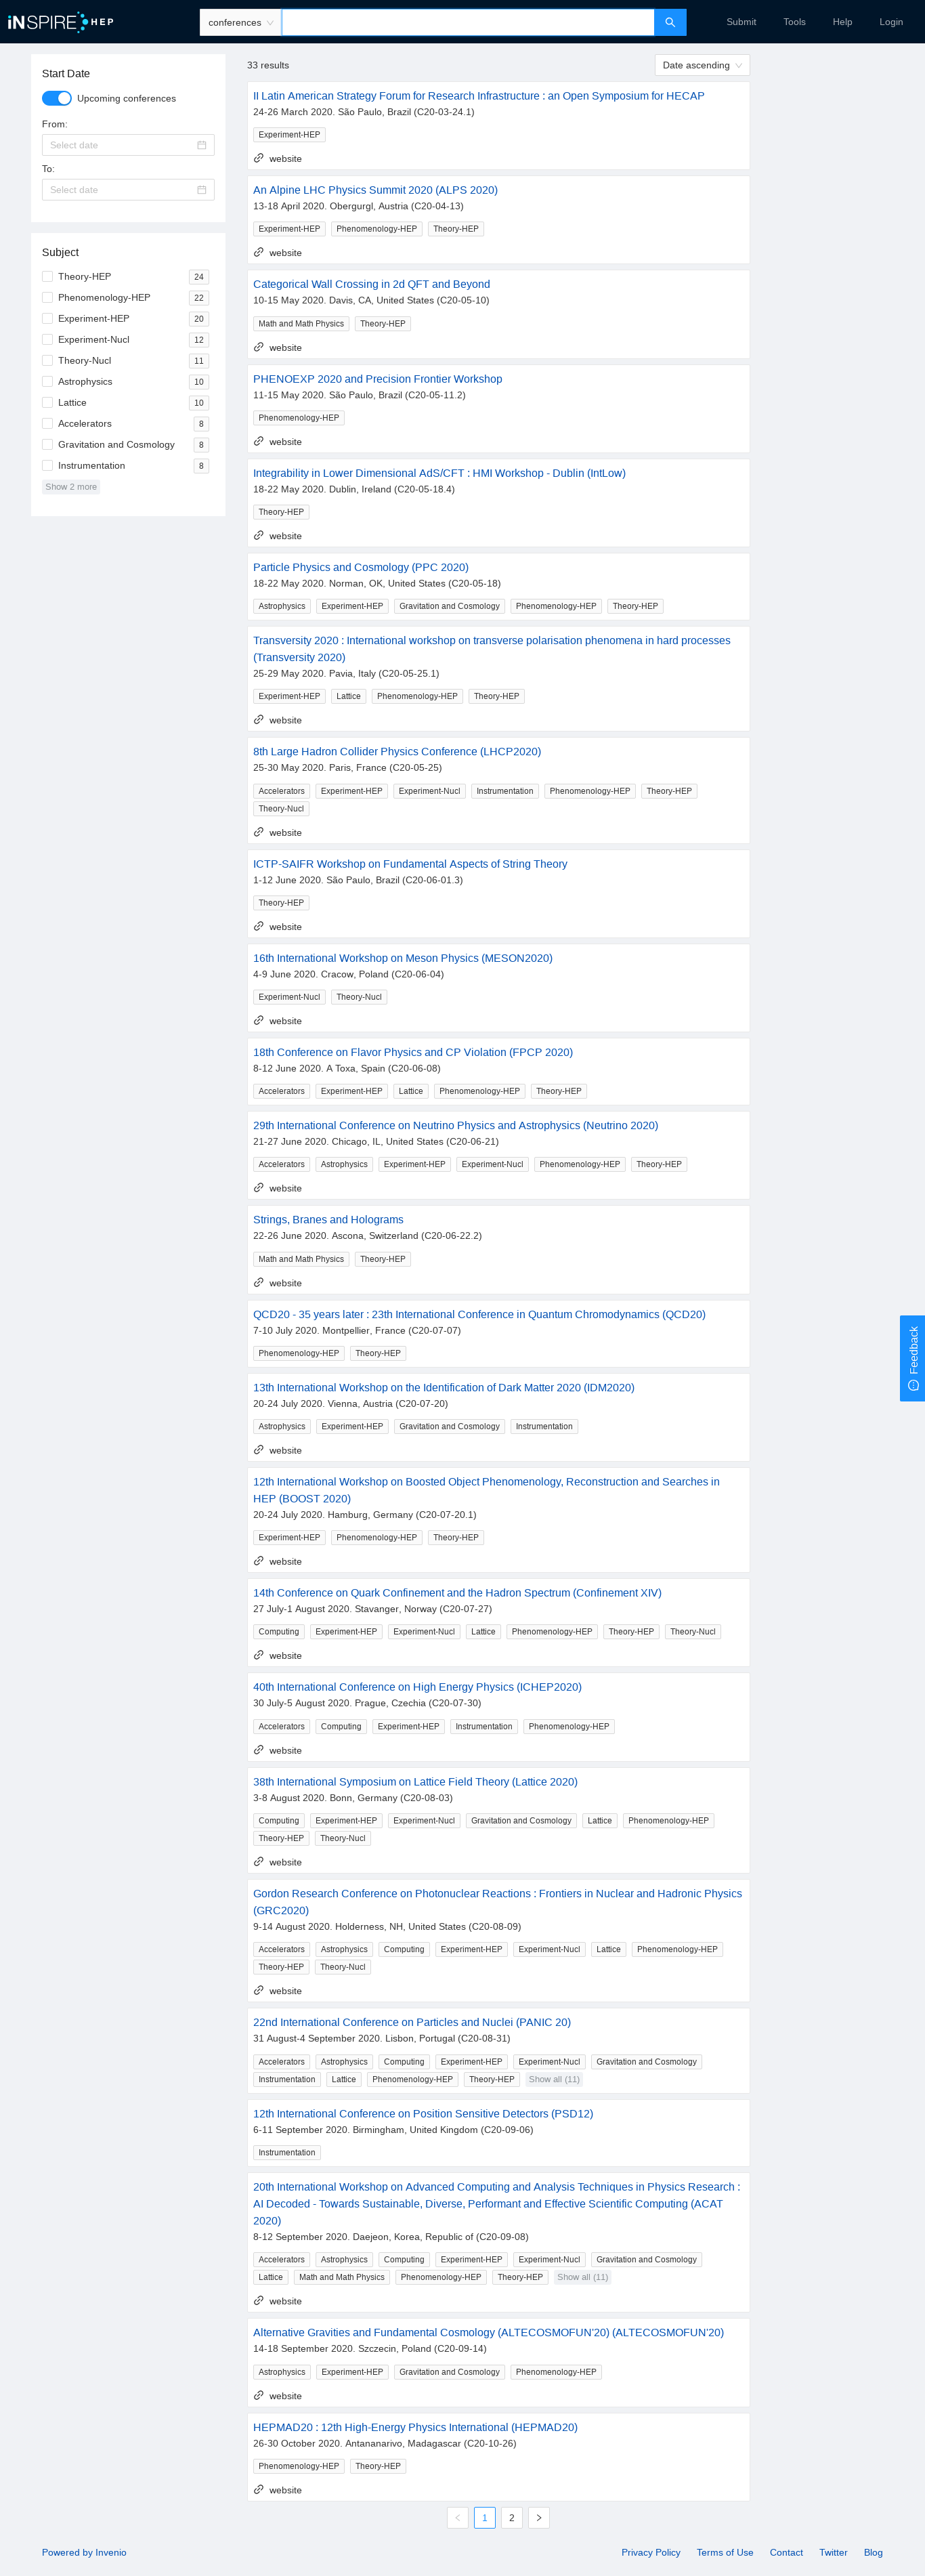 iNSPIRE HEP
conferences
Submit
Tools
Help
Login
Start Date
Upcoming conferences
From:
Select date
To:
Select date
Subject
Theory-HEP 24
Phenomenology-HEP 22
Experiment-HEP 20
Experiment-Nucl 12
Theory-Nucl 11
Astrophysics 10
Lattice 10
Accelerators 8
Gravitation and Cosmology 8
Instrumentation 8
Show 2 more
33 results
Date ascending
II Latin American Strategy Forum for Research Infrastructure : an Open Symposium for HECAP
24-26 March 2020. São Paulo, Brazil (C20-03-24.1)
Experiment-HEP
website
An Alpine LHC Physics Summit 2020 (ALPS 2020)
13-18 April 2020. Obergurgl, Austria (C20-04-13)
Experiment-HEP Phenomenology-HEP Theory-HEP
website
Categorical Wall Crossing in 2d QFT and Beyond
10-15 May 2020. Davis, CA, United States (C20-05-10)
Math and Math Physics Theory-HEP
website
PHENOEXP 2020 and Precision Frontier Workshop
11-15 May 2020. São Paulo, Brazil (C20-05-11.2)
Phenomenology-HEP
website
Integrability in Lower Dimensional AdS/CFT : HMI Workshop - Dublin (IntLow)
18-22 May 2020. Dublin, Ireland (C20-05-18.4)
Theory-HEP
website
Particle Physics and Cosmology (PPC 2020)
18-22 May 2020. Norman, OK, United States (C20-05-18)
Astrophysics Experiment-HEP Gravitation and Cosmology Phenomenology-HEP Theory-HEP
Transversity 2020 : International workshop on transverse polarisation phenomena in hard processes
(Transversity 2020)
25-29 May 2020. Pavia, Italy (C20-05-25.1)
Experiment-HEP Lattice Phenomenology-HEP Theory-HEP
website
8th Large Hadron Collider Physics Conference (LHCP2020)
25-30 May 2020. Paris, France (C20-05-25)
Accelerators Experiment-HEP Experiment-Nucl Instrumentation Phenomenology-HEP Theory-HEP
Theory-Nucl
website
ICTP-SAIFR Workshop on Fundamental Aspects of String Theory
1-12 June 2020. São Paulo, Brazil (C20-06-01.3)
Theory-HEP
website
16th International Workshop on Meson Physics (MESON2020)
4-9 June 2020. Cracow, Poland (C20-06-04)
Experiment-Nucl Theory-Nucl
website
18th Conference on Flavor Physics and CP Violation (FPCP 2020)
8-12 June 2020. A Toxa, Spain (C20-06-08)
Accelerators Experiment-HEP Lattice Phenomenology-HEP Theory-HEP
29th International Conference on Neutrino Physics and Astrophysics (Neutrino 2020)
21-27 June 2020. Chicago, IL, United States (C20-06-21)
Accelerators Astrophysics Experiment-HEP Experiment-Nucl Phenomenology-HEP Theory-HEP
website
Strings, Branes and Holograms
22-26 June 2020. Ascona, Switzerland (C20-06-22.2)
Math and Math Physics Theory-HEP
website
QCD20 - 35 years later : 23th International Conference in Quantum Chromodynamics (QCD20)
7-10 July 2020. Montpellier, France (C20-07-07)
Phenomenology-HEP Theory-HEP
13th International Workshop on the Identification of Dark Matter 2020 (IDM2020)
20-24 July 2020. Vienna, Austria (C20-07-20)
Astrophysics Experiment-HEP Gravitation and Cosmology Instrumentation
website
12th International Workshop on Boosted Object Phenomenology, Reconstruction and Searches in
HEP (BOOST 2020)
20-24 July 2020. Hamburg, Germany (C20-07-20.1)
Experiment-HEP Phenomenology-HEP Theory-HEP
website
14th Conference on Quark Confinement and the Hadron Spectrum (Confinement XIV)
27 July-1 August 2020. Stavanger, Norway (C20-07-27)
Computing Experiment-HEP Experiment-Nucl Lattice Phenomenology-HEP Theory-HEP Theory-Nucl
website
40th International Conference on High Energy Physics (ICHEP2020)
30 July-5 August 2020. Prague, Czechia (C20-07-30)
Accelerators Computing Experiment-HEP Instrumentation Phenomenology-HEP
website
38th International Symposium on Lattice Field Theory (Lattice 2020)
3-8 August 2020. Bonn, Germany (C20-08-03)
Computing Experiment-HEP Experiment-Nucl Gravitation and Cosmology Lattice Phenomenology-HEP
Theory-HEP Theory-Nucl
website
Gordon Research Conference on Photonuclear Reactions : Frontiers in Nuclear and Hadronic Physics
(GRC2020)
9-14 August 2020. Holderness, NH, United States (C20-08-09)
Accelerators Astrophysics Computing Experiment-HEP Experiment-Nucl Lattice Phenomenology-HEP
Theory-HEP Theory-Nucl
website
22nd International Conference on Particles and Nuclei (PANIC 20)
31 August-4 September 2020. Lisbon, Portugal (C20-08-31)
Accelerators Astrophysics Computing Experiment-HEP Experiment-Nucl Gravitation and Cosmology
Instrumentation Lattice Phenomenology-HEP Theory-HEP Show all (11)
12th International Conference on Position Sensitive Detectors (PSD12)
6-11 September 2020. Birmingham, United Kingdom (C20-09-06)
Instrumentation
20th International Workshop on Advanced Computing and Analysis Techniques in Physics Research :
AI Decoded - Towards Sustainable, Diverse, Performant and Effective Scientific Computing (ACAT
2020)
8-12 September 2020. Daejeon, Korea, Republic of (C20-09-08)
Accelerators Astrophysics Computing Experiment-HEP Experiment-Nucl Gravitation and Cosmology
Lattice Math and Math Physics Phenomenology-HEP Theory-HEP Show all (11)
website
Alternative Gravities and Fundamental Cosmology (ALTECOSMOFUN'20) (ALTECOSMOFUN'20)
14-18 September 2020. Szczecin, Poland (C20-09-14)
Astrophysics Experiment-HEP Gravitation and Cosmology Phenomenology-HEP
website
HEPMAD20 : 12th High-Energy Physics International (HEPMAD20)
26-30 October 2020. Antananarivo, Madagascar (C20-10-26)
Phenomenology-HEP Theory-HEP
website
1 2
Feedback
Powered by Invenio
Privacy Policy
Terms of Use
Contact
Twitter
Blog